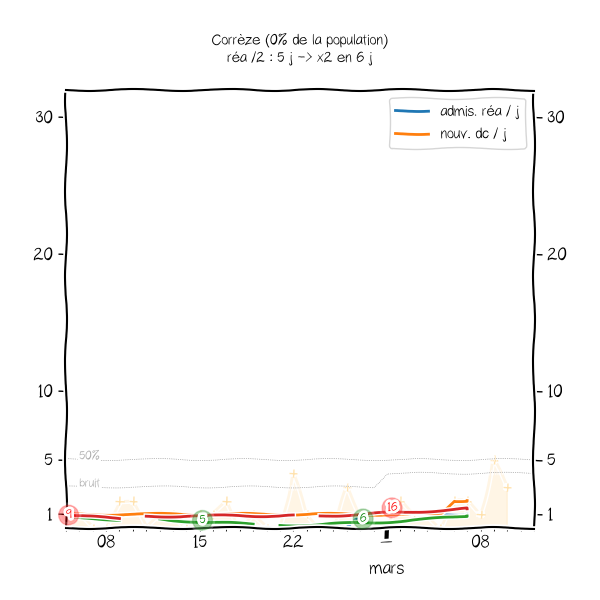 Corrèze (0% de la population)
réa /2 : 5 j -> x2 en 6 j
admis. réa / j
nouv. dc / j
30 30
20 20
10 10
5 50% 5
bruit
1 9 5 6 16 1
08 15 22 1 08
mars